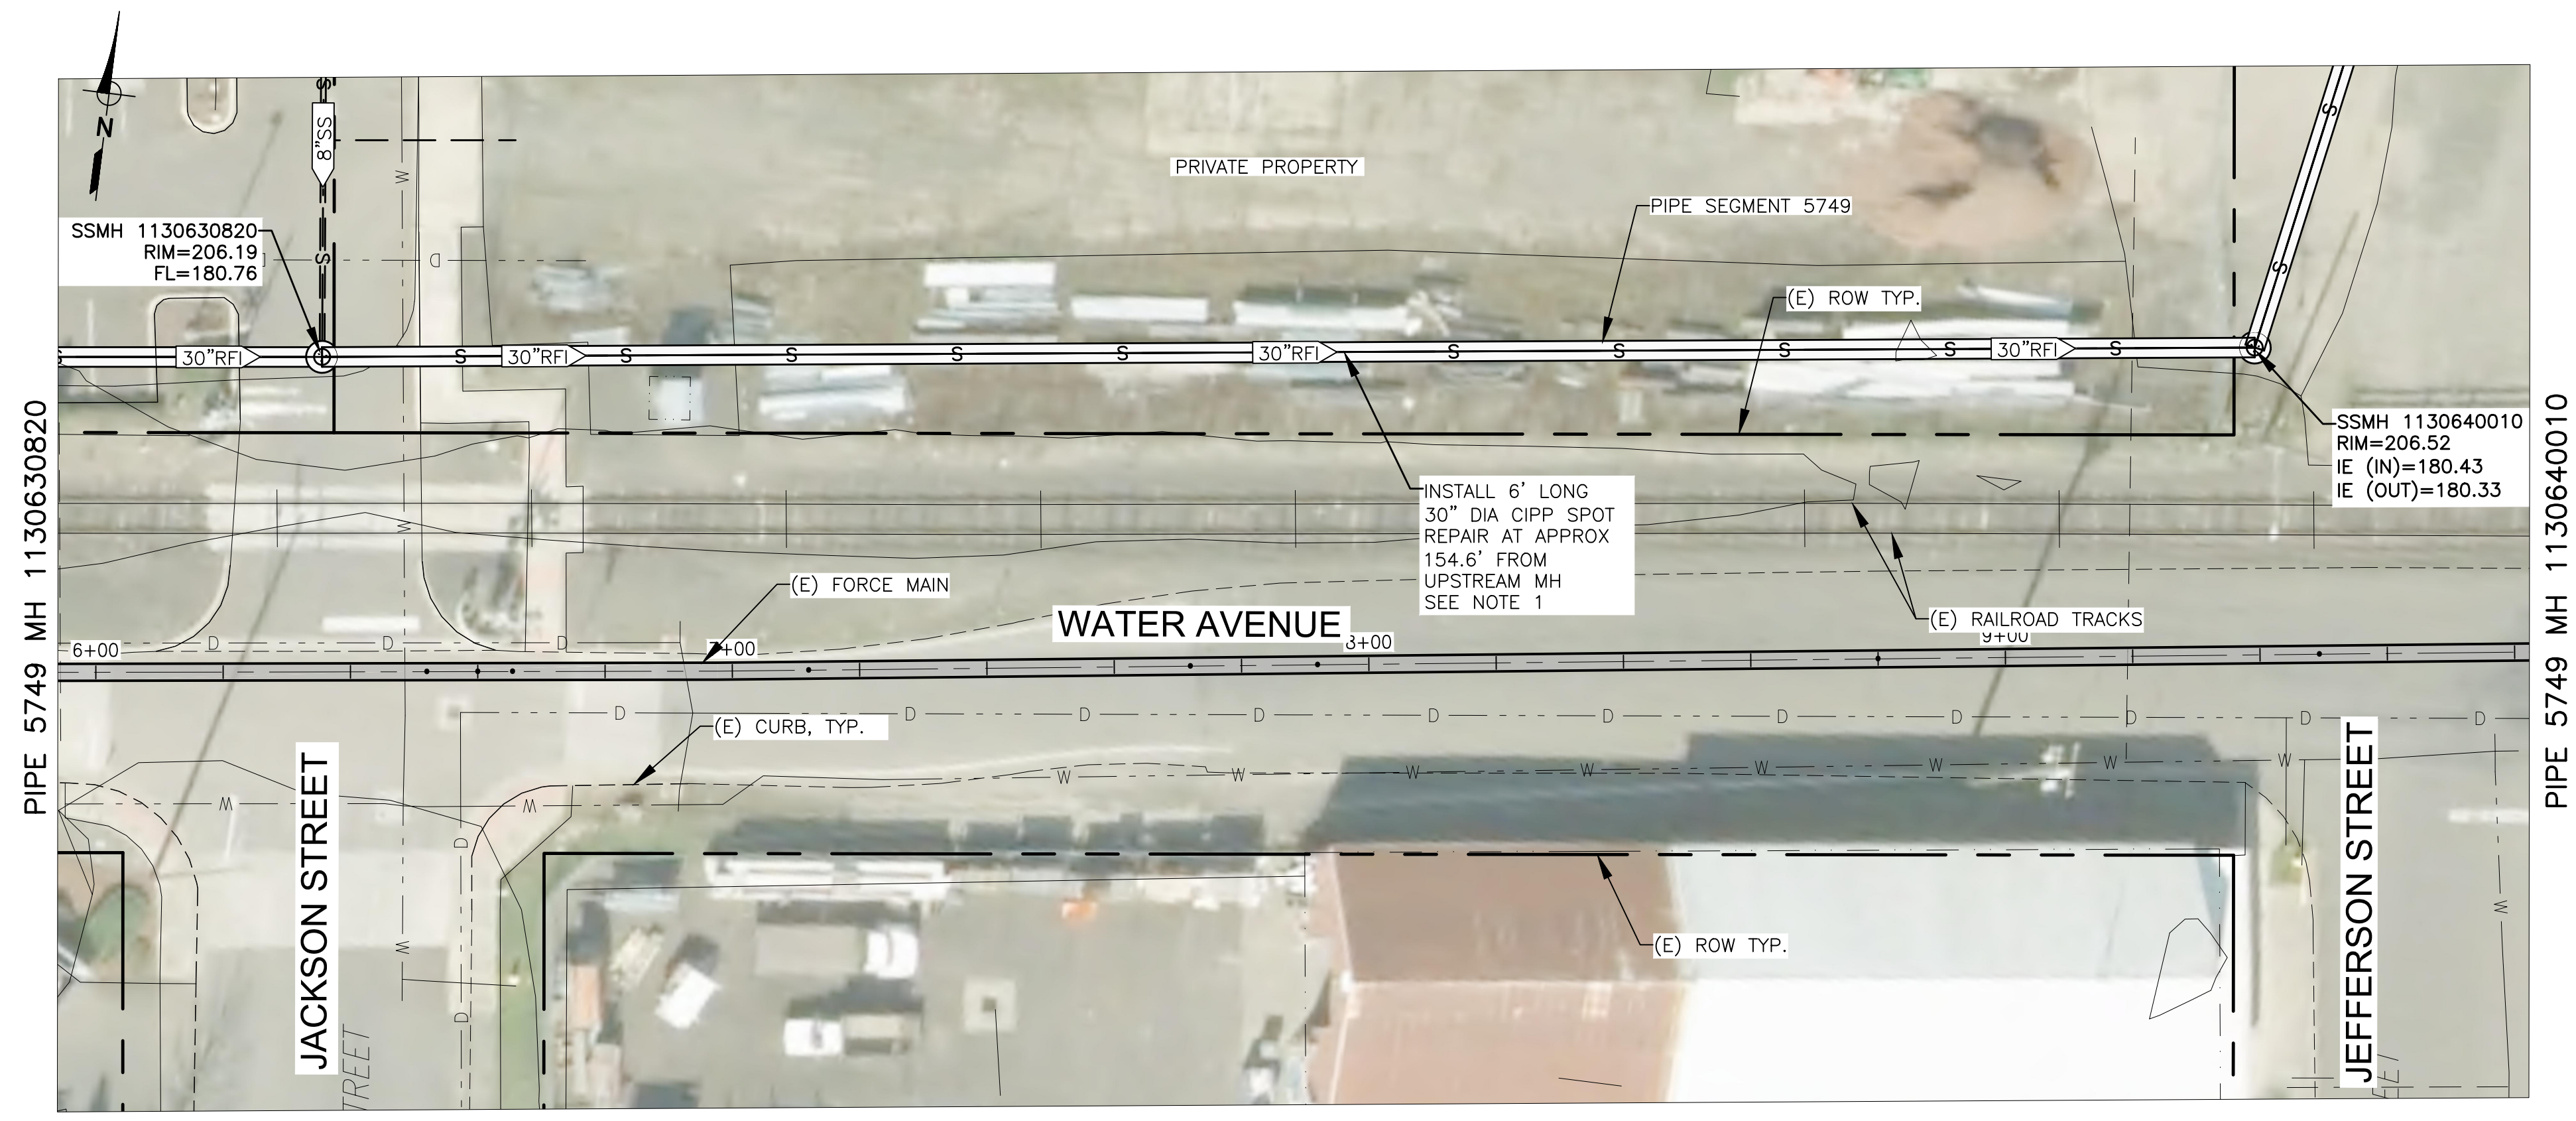 N
8"SS
S
S
W
PRIVATE PROPERTY
PIPE SEGMENT 5749
S
S
SSMH 1130630820
RIM=206.19
FL=180.76
D
(E) ROW TYP.
30"RFI
S
30"RFI
S
S
S
S
30"RFI
S
S
S
S
30"RFI
S
SSMH 1130640010
RIM=206.52
IE (IN)=180.43
IE (OUT)=180.33
INSTALL 6' LONG
30" DIA CIPP SPOT
REPAIR AT APPROX
154.6' FROM
UPSTREAM MH
SEE NOTE 1
W
(E) FORCE MAIN
WATER AVENUE
(E) RAILROAD TRACKS
D
D
D
6+00
7+00
8+00
9+00
D
D
D
D
D
D
D
D
D
D
D
(E) CURB, TYP.
W
W
W
W
W
W
W
W
W
W
D
W
W
D
(E) ROW TYP.
JACKSON STREET
JEFFERSON STREET
PIPE 5749 MH 1130630820
PIPE 5749 MH 1130640010